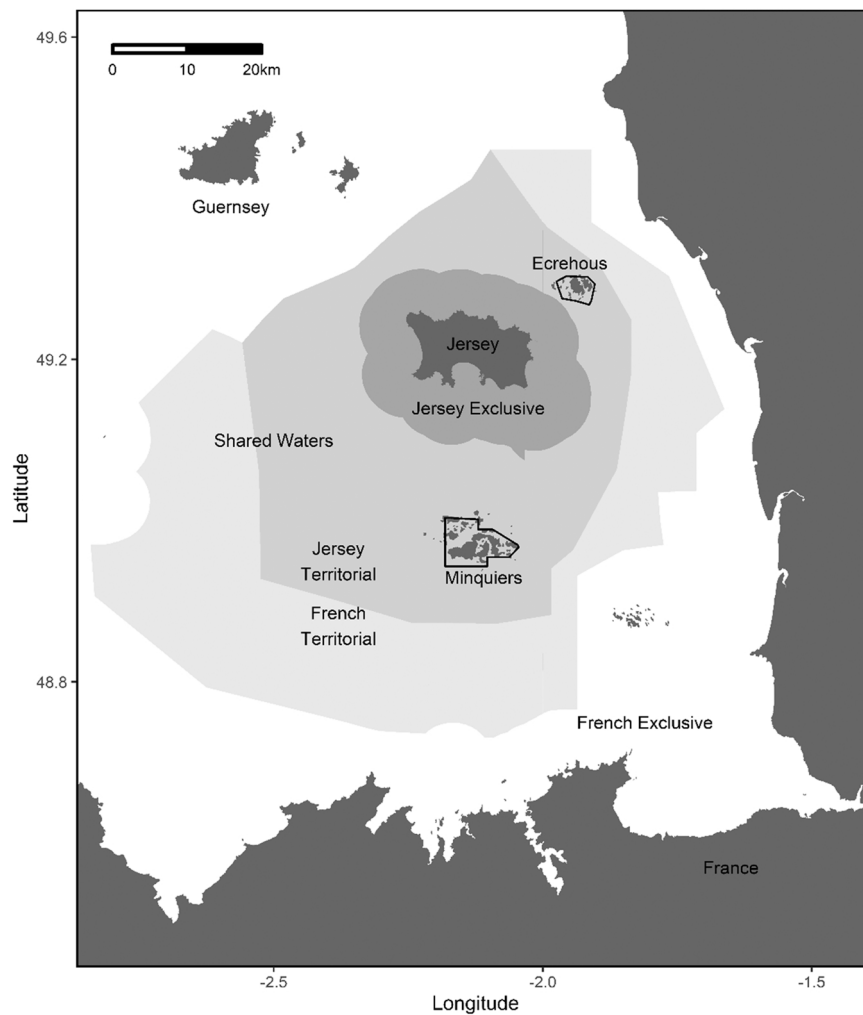 49.6
0
10
20km
Guernsey
Ecrehous
49.2
Jersey
Jersey Exclusive
Shared Waters
Latitude
Jersey
Territorial
Minquiers
French
Territorial
48.8
French Exclusive
France
-2.5
-2.0
-1.5
Longitude